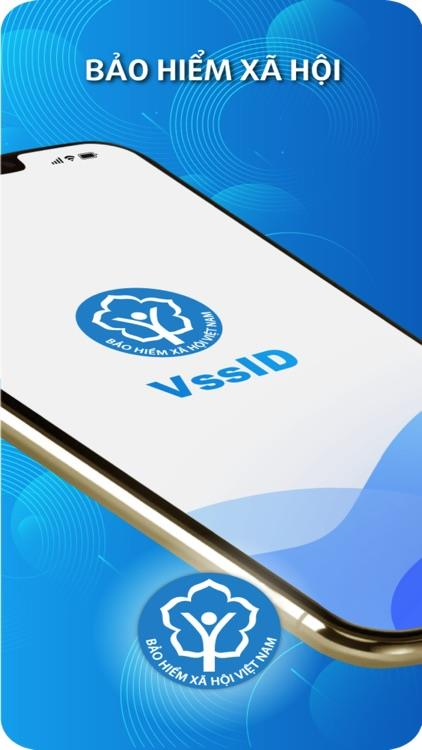 BẢO HIỂM XÃ HỘI
BẢO HIỂM XÃ HỘI VIỆT NAM
VssID
BẢO HIỂM XÃ HỘI VIỆT NAM